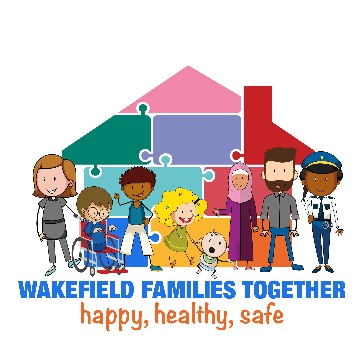 WAKEFIELD FAMILIES TOGETHER
happy, healthy, safe